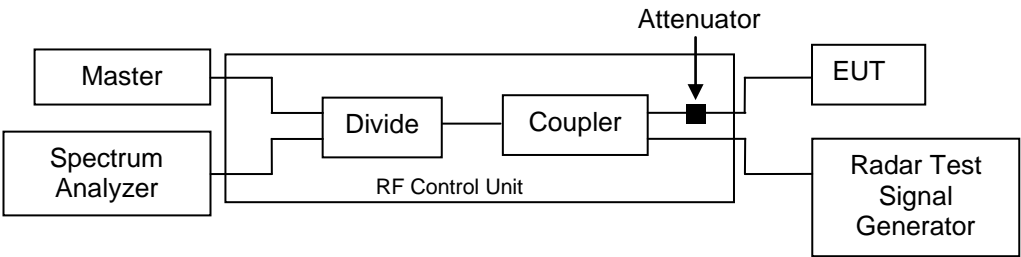 Attenuator
Master
EUT
Divide
Coupler
Spectrum
Analyzer
RF Control Unit
Radar Test
Signal
Generator